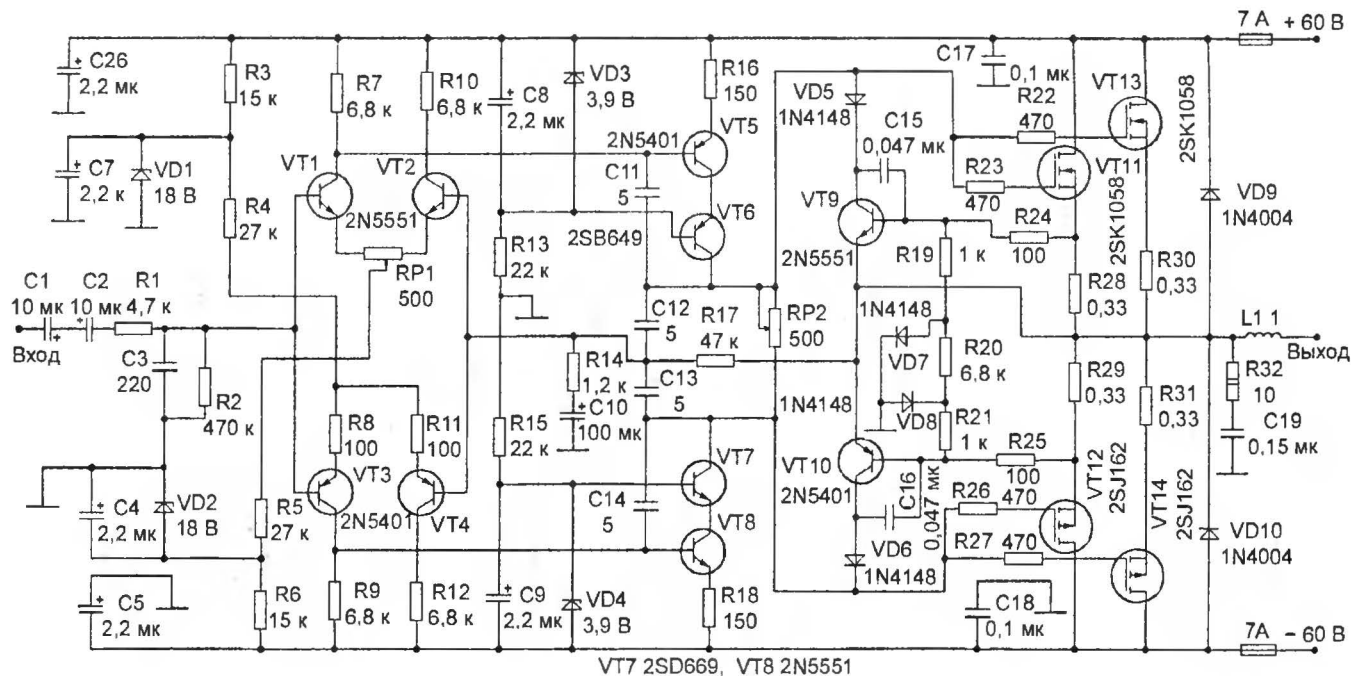 7 А
+ 60 В
C26
2,2 мк
R3
15 к
R7
6,8 к
R10
6,8 к
C8
2,2 мк
VD3
3,9 В
R16
150
C17
0,1 мк
VD5
1N4148
R22
470
VT13
2SK1058
C7
2,2 к
VD1
18 В
R4
27 к
VT1
VT2
2N5551
2N5401
VT5
C11
5
VT6
2SB649
C15
0,047 мк
R23
470
VT11
2SK1058
VD9
1N4004
VT9
2N5551
R24
100
R19
1 к
R13
22 к
RP1
500
C1
10 мк
C2
10 мк
R1
4,7 к
Вход
C12
5
R17
47 к
RP2
500
1N4148
VD7
R28
0,33
R30
0,33
L1 1
Выход
C3
220
R2
470 к
R14
1,2 к
C10
100 мк
C13
5
R20
6,8 к
VD8
1N4148
R29
0,33
R31
0,33
R32
10
C19
0,15 мк
R8
100
R11
100
R15
22 к
R21
1 к
VT3
2N5401
VT4
VT7
VT8
C14
5
VT10
2N5401
C16
0,047 мк
R25
100
R26
470
R27
470
VT12
2SJ162
VT14
2SJ162
VD10
1N4004
C4
2,2 мк
VD2
18 В
R5
27 к
VD6
1N4148
C5
2,2 мк
R6
15 к
R9
6,8 к
R12
6,8 к
C9
2,2 мк
VD4
3,9 В
R18
150
C18
0,1 мк
7А
– 60 В
VT7 2SD669, VT8 2N5551